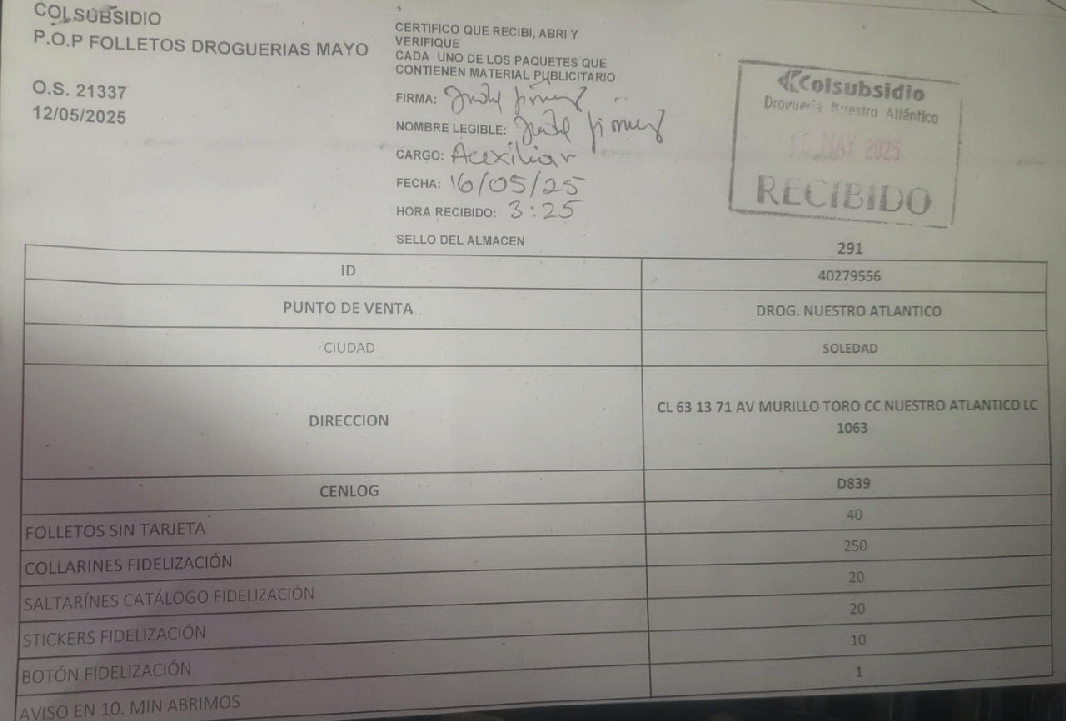 COLSUBSIDIO
P.O.P FOLLETOS DROGUERIAS MAYO
O.S. 21337
12/05/2025
CERTIFICO QUE RECIBI, ABRI Y
VERIFIQUE
CADA UNO DE LOS PAQUETES QUE
CONTIENEN MATERIAL PUBLICITARIO
FIRMA:
NOMBRE LEGIBLE:
CARGO: Acexiliar
FECHA: 16/05/25
HORA RECIBIDO: 3:25
SELLO DEL ALMACEN
Colsubsidio
Droguería Nuestro Atlántico
MAY 2025
RECIBIDO
291
ID 40279556
PUNTO DE VENTA DROG. NUESTRO ATLANTICO
CIUDAD SOLEDAD
DIRECCION CL 63 13 71 AV MURILLO TORO CC NUESTRO ATLANTICO LC
1063
CENLOG D839
FOLLETOS SIN TARJETA 40
COLLARINES FIDELIZACIÓN 250
SALTARÍNES CATÁLOGO FIDELIZACIÓN 20
STICKERS FIDELIZACIÓN 20
BOTÓN FIDELIZACIÓN 10
AVISO EN 10. MIN ABRIMOS 1